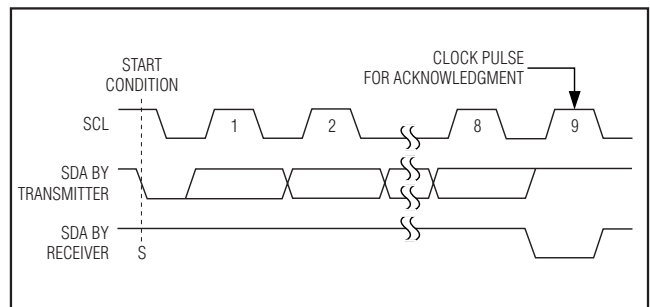 START
CONDITION
CLOCK PULSE
FOR ACKNOWLEDGMENT
SCL
1
2
8
9
SDA BY
TRANSMITTER
SDA BY
RECEIVER
S